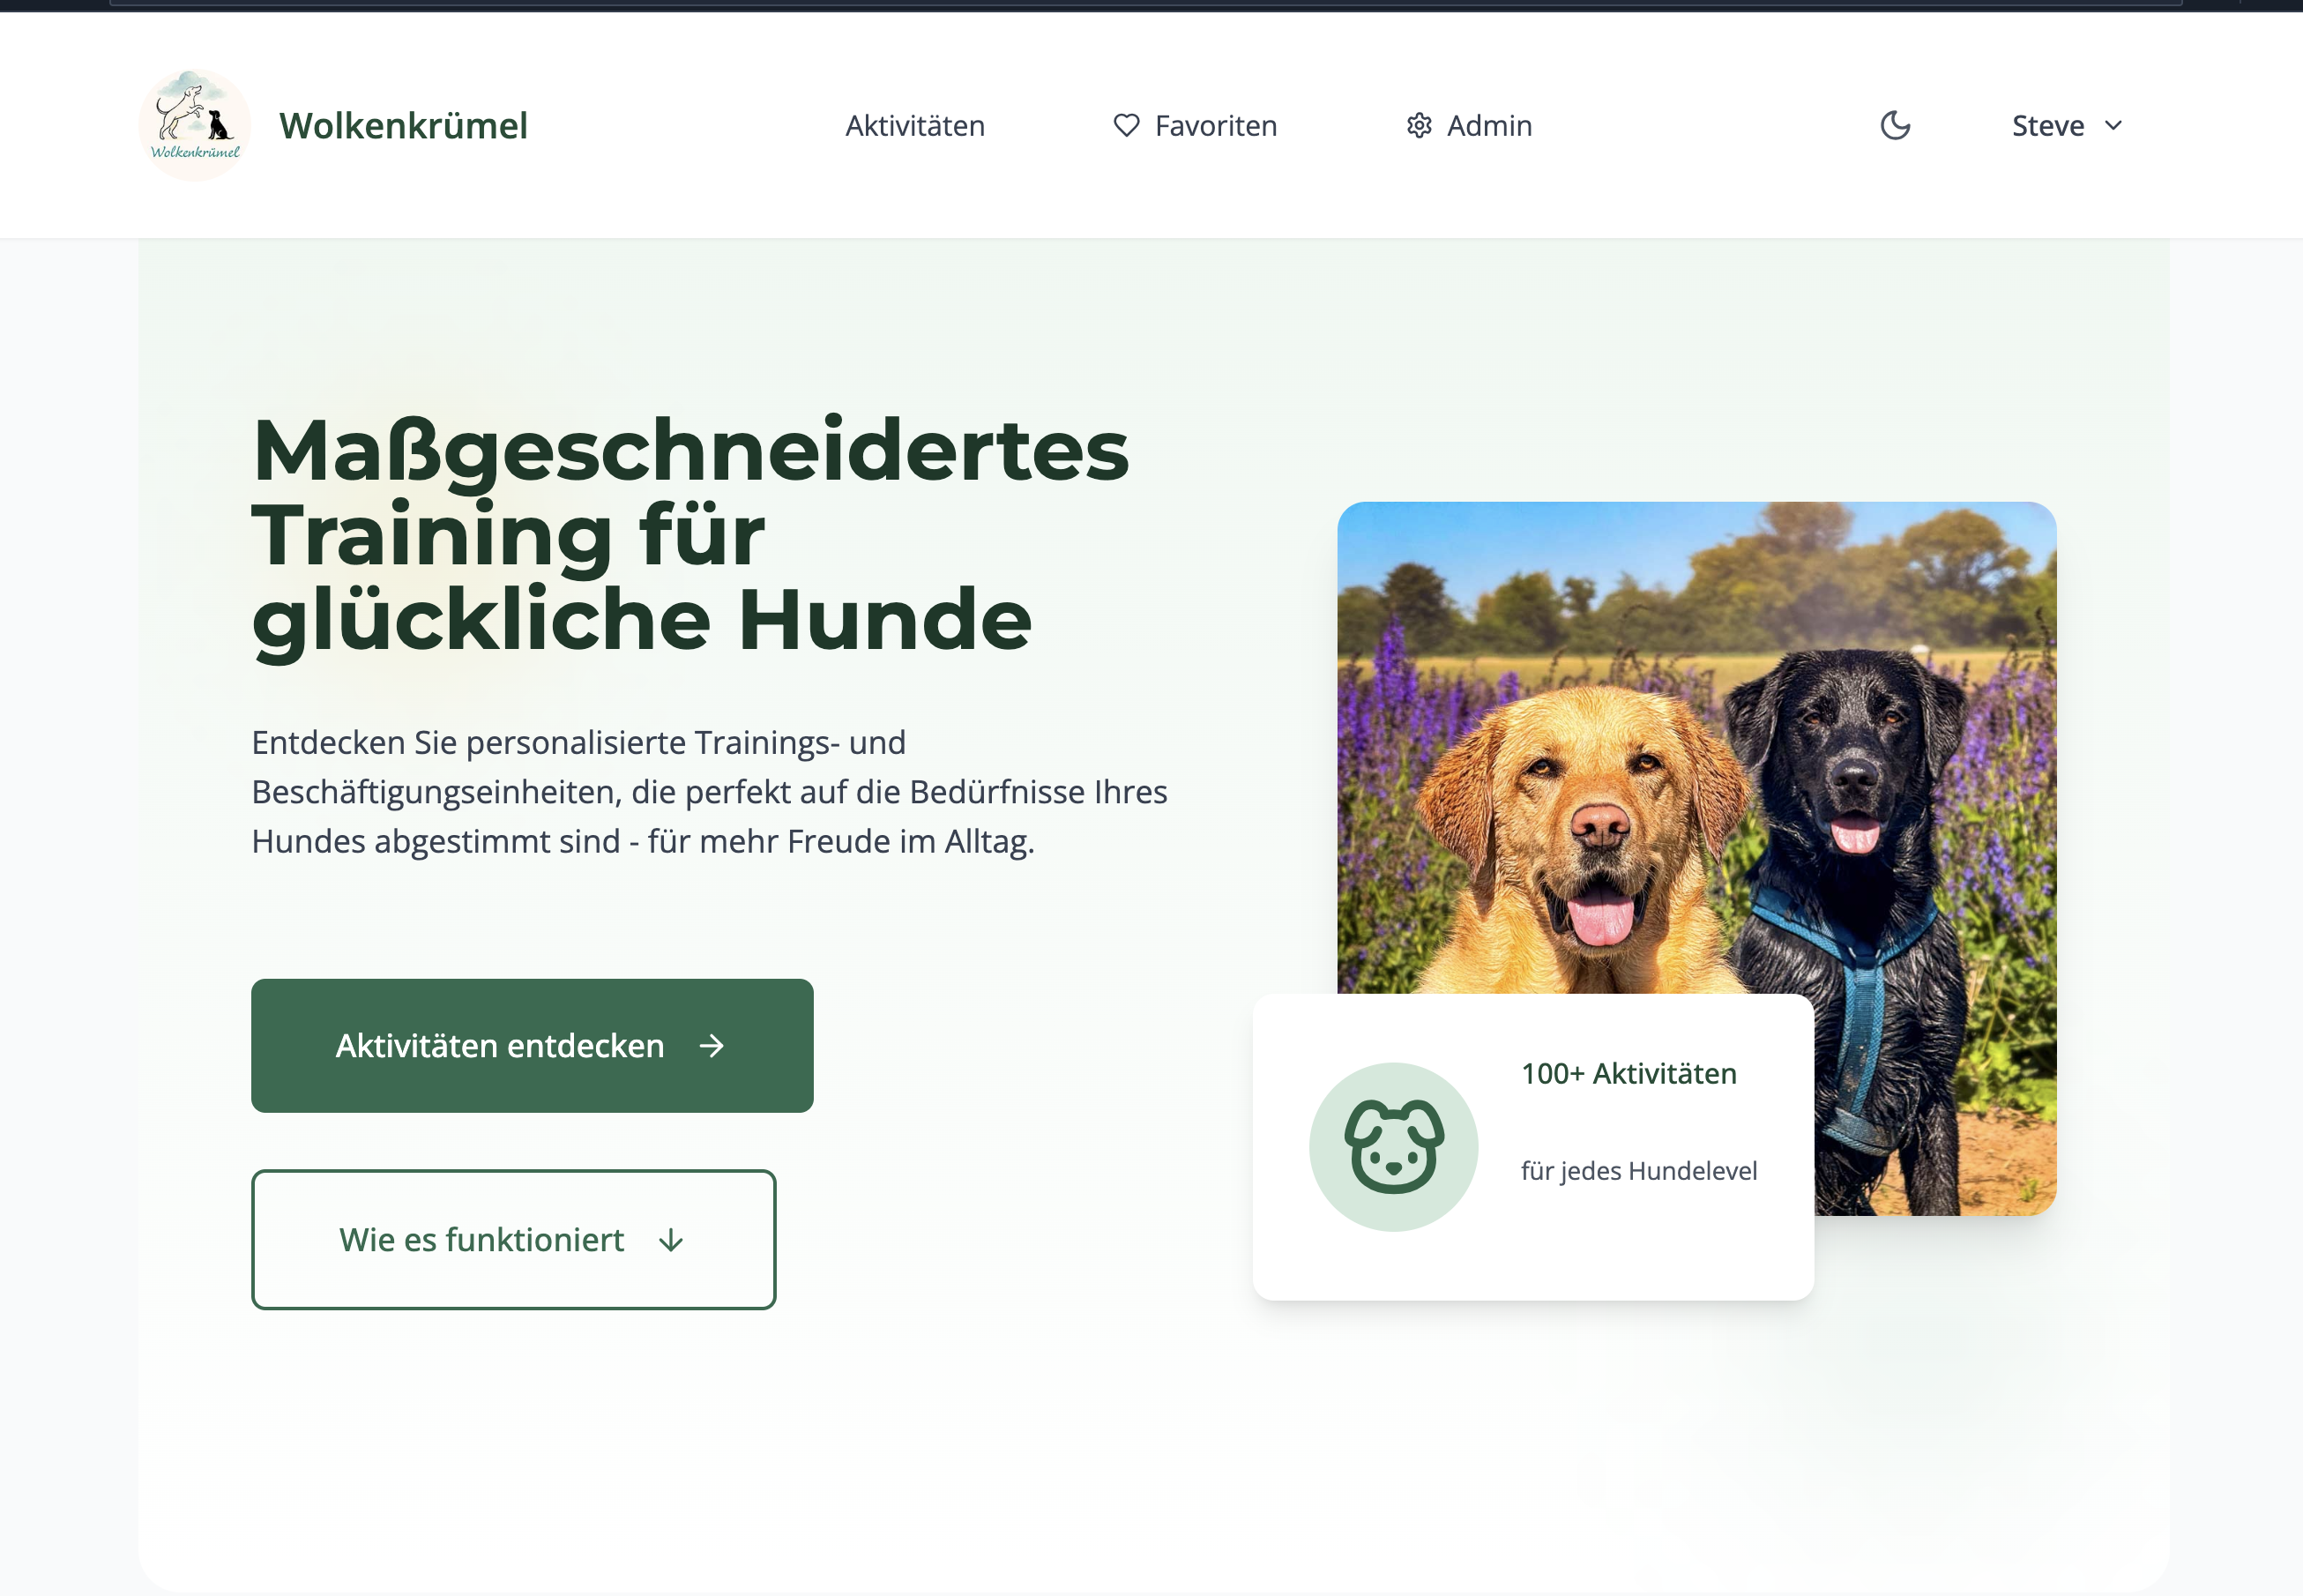 Wolkenkrümel
Wolkenkrümel
Aktivitäten
Favoriten
Admin
Steve
Maßgeschneidertes
Training für
glückliche Hunde
Entdecken Sie personalisierte Trainings- und
Beschäftigungseinheiten, die perfekt auf die Bedürfnisse Ihres
Hundes abgestimmt sind - für mehr Freude im Alltag.
Aktivitäten entdecken
Wie es funktioniert
100+ Aktivitäten
für jedes Hundelevel